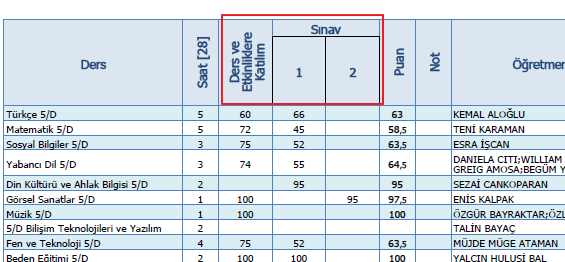 Ders Saat [28] Ders ve Etkinliklere Katılım Sınav 1 2 Puan Not Öğretmen
Türkçe 5/D 5 60 66 63 KEMAL ALOĞLU
Matematik 5/D 5 72 45 58,5 TENİ KARAMAN
Sosyal Bilgiler 5/D 3 75 52 63,5 ESRA İŞCAN
Yabancı Dil 5/D 3 74 55 64,5 DANIELA CITI;WILLIAM
GREIG AMOSA;BEGÜM Y
Din Kültürü ve Ahlak Bilgisi 5/D 2 95 95 SEZAİ CANKOPARAN
Görsel Sanatlar 5/D 1 100 95 97,5 ENİS KALPAK
Müzik 5/D 1 100 100 ÖZGÜR BAYRAKTAR;ÖZL
5/D Bilişim Teknolojileri ve Yazılım 2 TALİN BAYAÇ
Fen ve Teknoloji 5/D 4 75 52 63,5 MÜJDE MÜGE ATAMAN
Beden Eğitimi 5/D 2 100 100 100 YALÇIN HULUSİ BAL